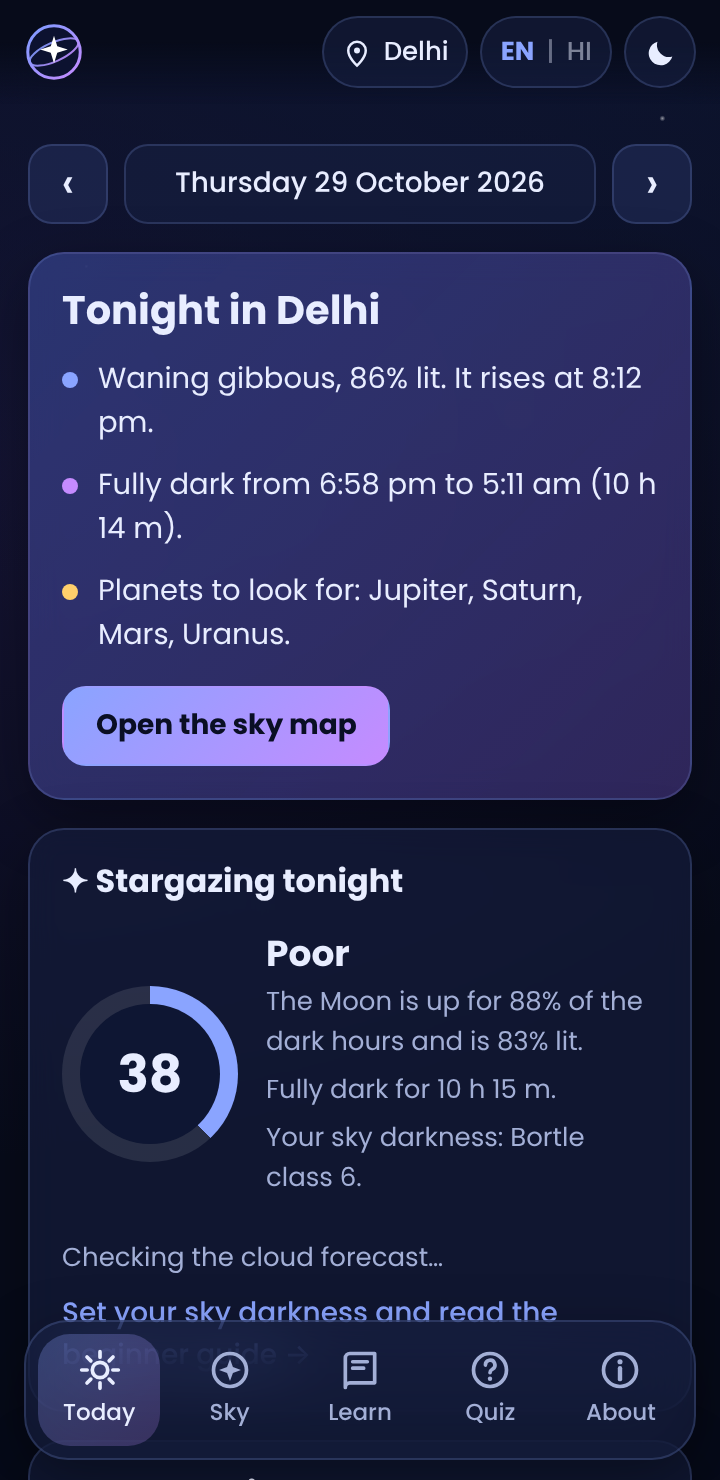 Delhi
EN | HI
‹
Thursday 29 October 2026
›
Tonight in Delhi
Waning gibbous, 86% lit. It rises at 8:12
pm.
Fully dark from 6:58 pm to 5:11 am (10 h
14 m).
Planets to look for: Jupiter, Saturn,
Mars, Uranus.
Open the sky map
✦ Stargazing tonight
38
Poor
The Moon is up for 88% of the
dark hours and is 83% lit.
Fully dark for 10 h 15 m.
Your sky darkness: Bortle
class 6.
Checking the cloud forecast…
Set your sky darkness and read the
beginner guide →
Today
Sky
Learn
Quiz
About